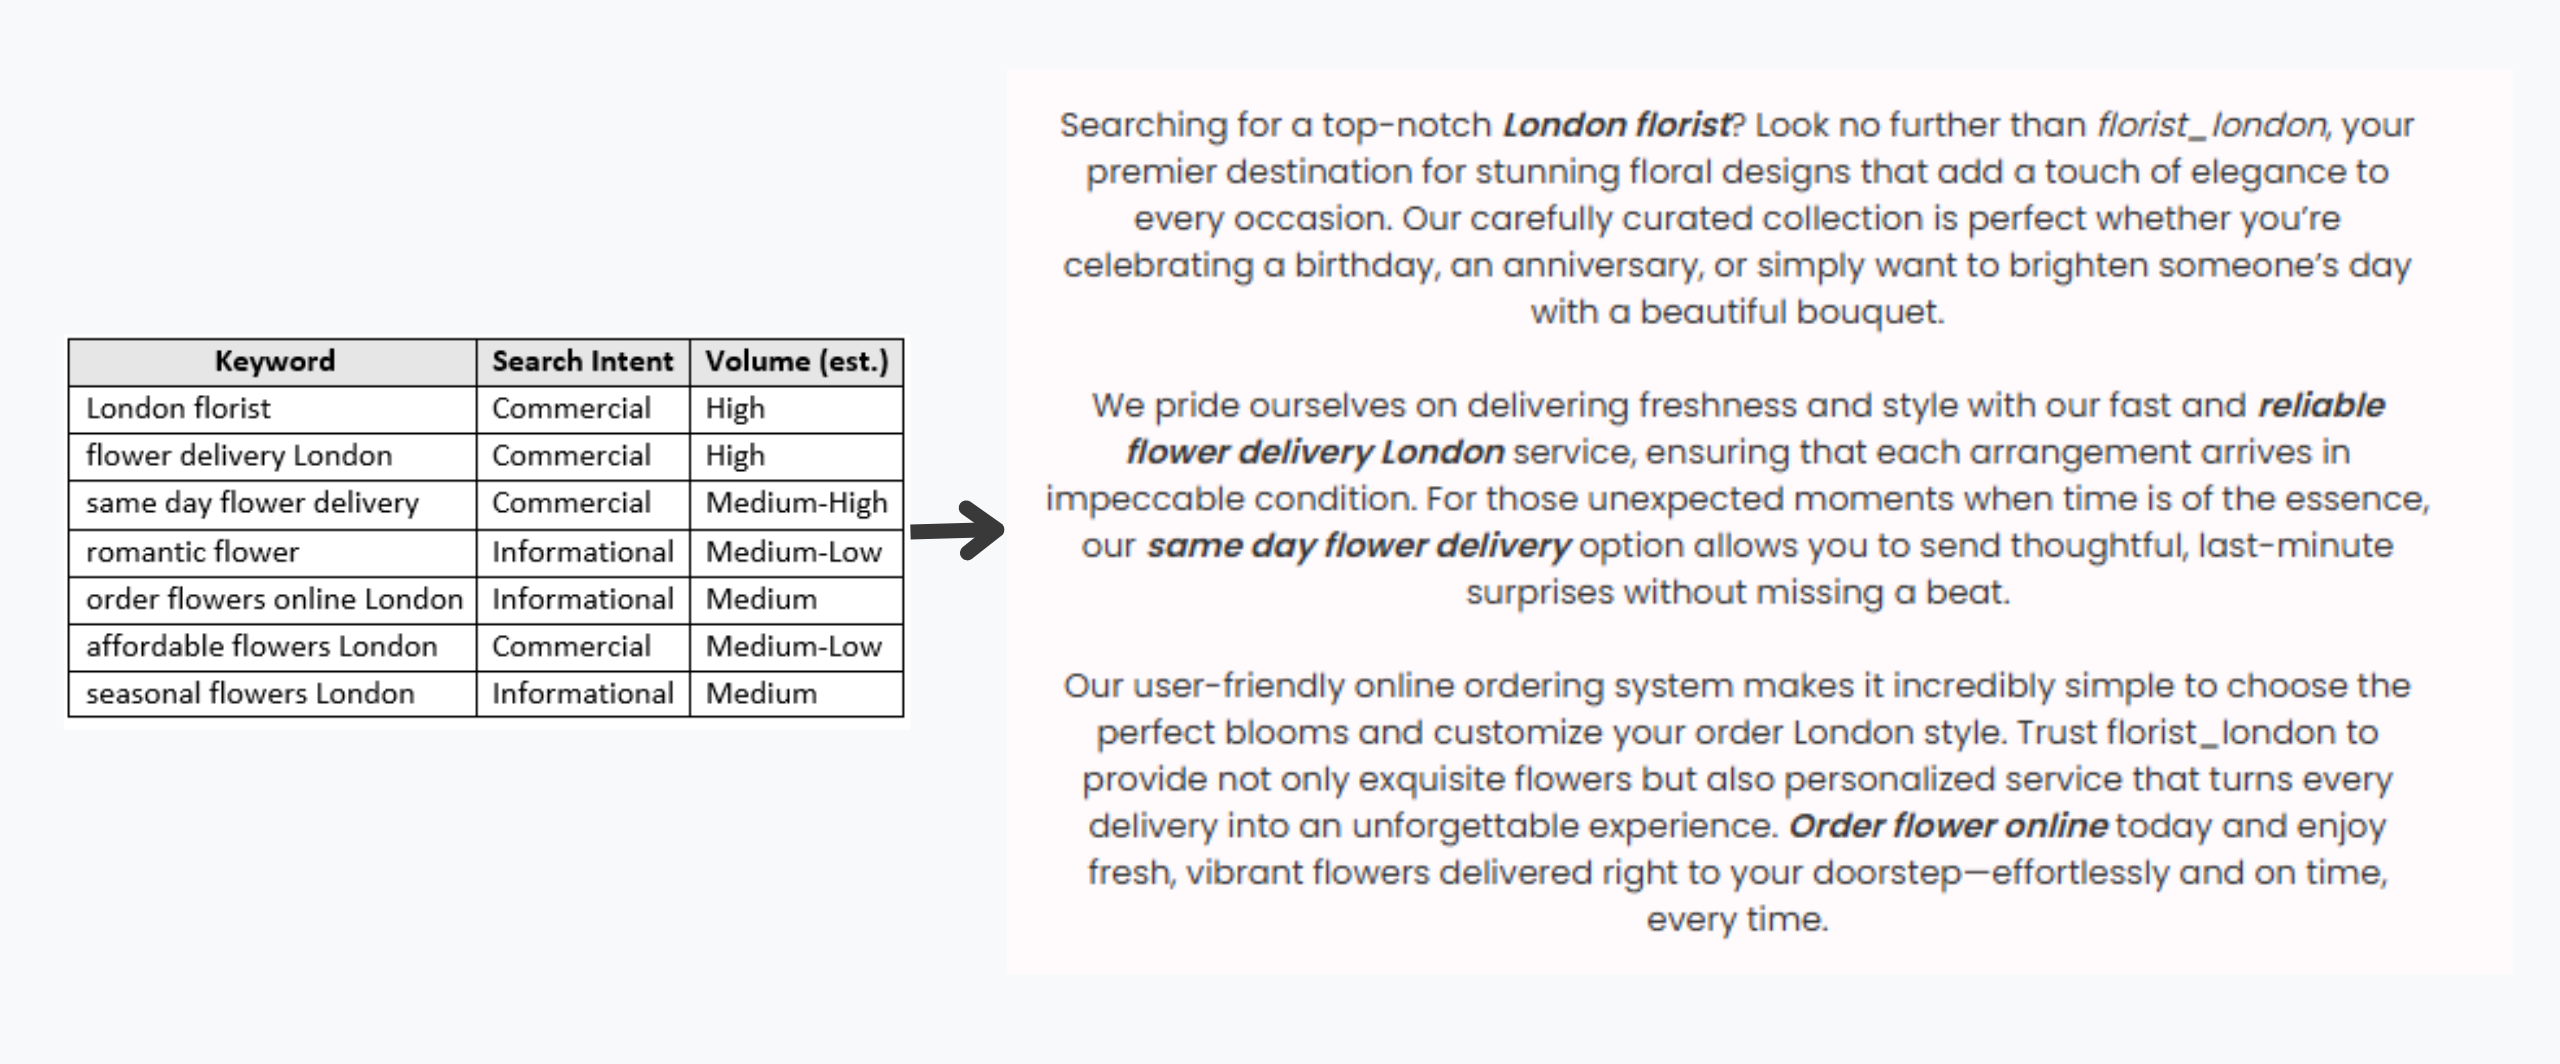 Keyword Search Intent Volume (est.)
London florist Commercial High
flower delivery London Commercial High
same day flower delivery Commercial Medium-High
romantic flower Informational Medium-Low
order flowers online London Informational Medium
affordable flowers London Commercial Medium-Low
seasonal flowers London Informational Medium
Searching for a top-notch London florist? Look no further than florist_london, your
premier destination for stunning floral designs that add a touch of elegance to
every occasion. Our carefully curated collection is perfect whether you’re
celebrating a birthday, an anniversary, or simply want to brighten someone’s day
with a beautiful bouquet.
We pride ourselves on delivering freshness and style with our fast and reliable
flower delivery London service, ensuring that each arrangement arrives in
impeccable condition. For those unexpected moments when time is of the essence,
our same day flower delivery option allows you to send thoughtful, last-minute
surprises without missing a beat.
Our user-friendly online ordering system makes it incredibly simple to choose the
perfect blooms and customize your order London style. Trust florist_london to
provide not only exquisite flowers but also personalized service that turns every
delivery into an unforgettable experience. Order flower online today and enjoy
fresh, vibrant flowers delivered right to your doorstep—effortlessly and on time,
every time.